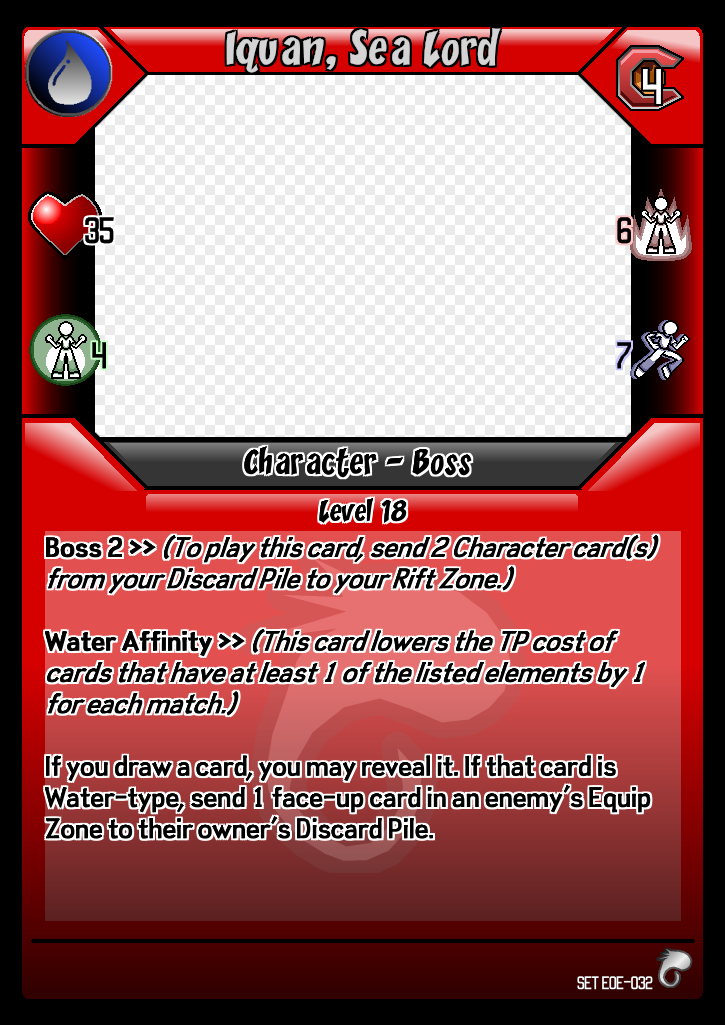 Iquan, Sea Lord
4
35
6
4
7
Character - Boss
Level 18
Boss 2 >> (To play this card, send 2 Character card(s)
from your Discard Pile to your Rift Zone.)
Water Affinity >> (This card lowers the TP cost of
cards that have at least 1 of the listed elements by 1
for each match.)
If you draw a card, you may reveal it. If that card is
Water-type, send 1 face-up card in an enemy's Equip
Zone to their owner's Discard Pile.
SET EOE-032